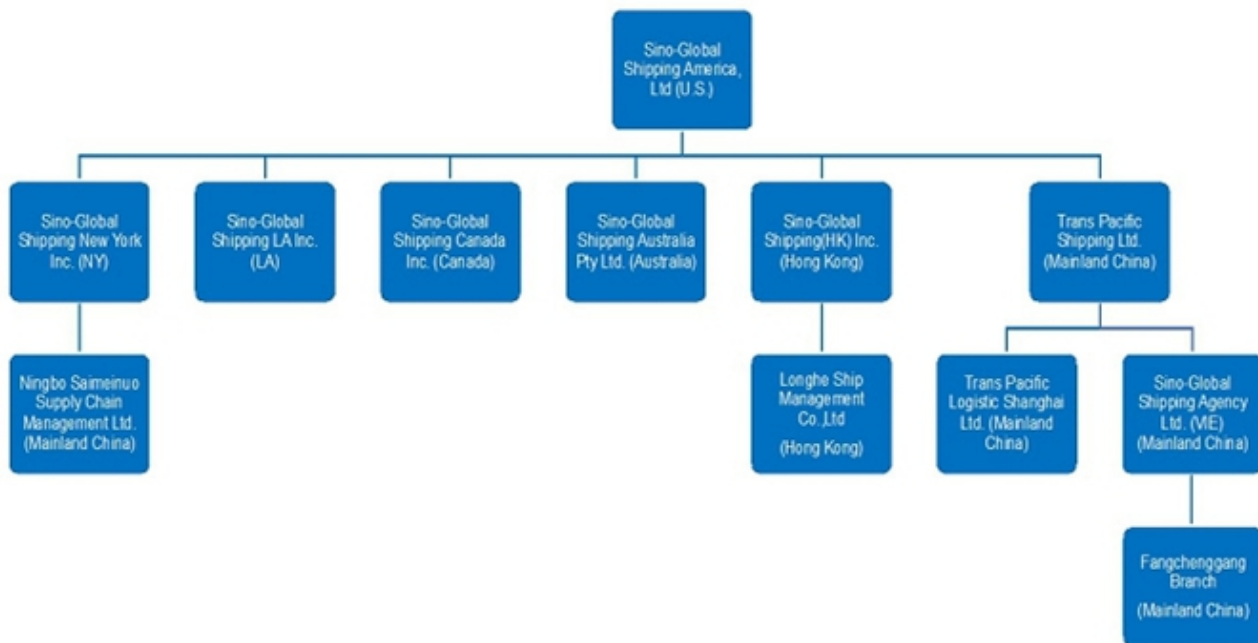 Sino-Global
Shipping America,
Ltd (U.S.)
Sino-Global
Shipping New York
Inc. (NY)
Sino-Global
Shipping LA Inc.
(LA)
Sino-Global
Shipping Canada
Inc. (Canada)
Sino-Global
Shipping Australia
Pty Ltd. (Australia)
Sino-Global
Shipping(HK) Inc.
(Hong Kong)
Trans Pacific
Shipping Ltd.
(Mainland China)
Ningbo Saimeinuo
Supply Chain
Management Ltd.
(Mainland China)
Longhe Ship
Management
Co.,Ltd
(Hong Kong)
Trans Pacific
Logistic Shanghai
Ltd. (Mainland
China)
Sino-Global
Shipping Agency
Ltd. (VIE)
(Mainland China)
Fangchenggang
Branch
(Mainland China)